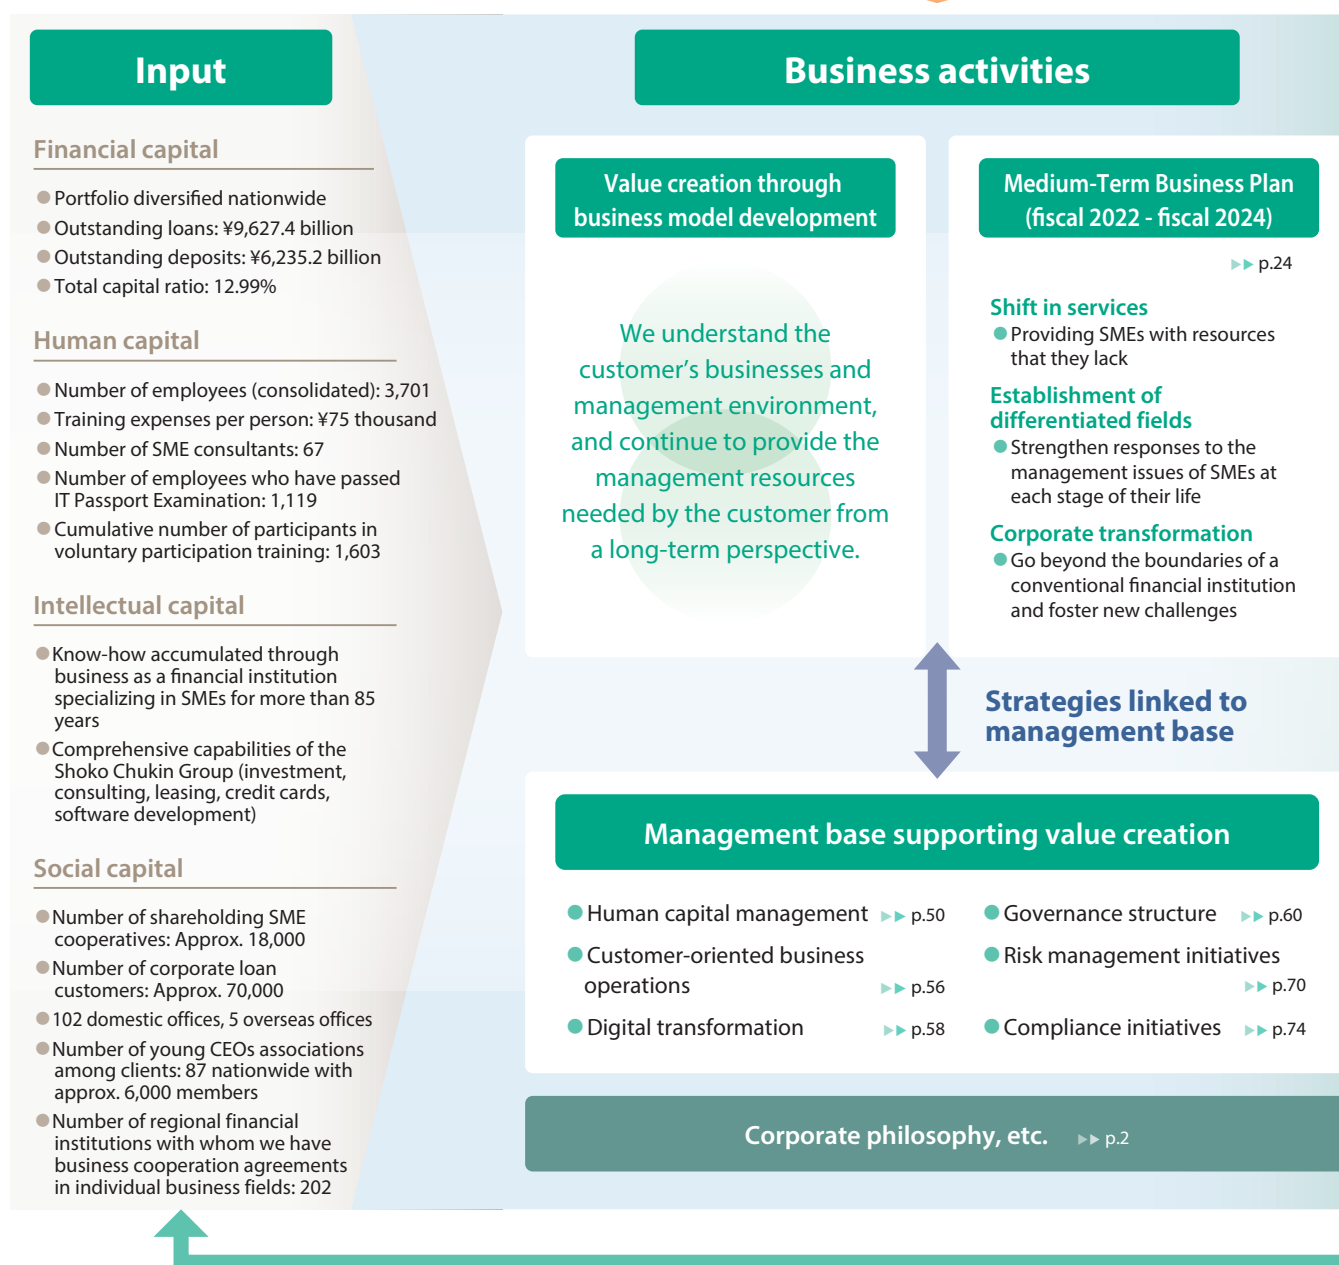 Input
Financial capital
● Portfolio diversified nationwide
● Outstanding loans: ¥9,627.4 billion
● Outstanding deposits: ¥6,235.2 billion
● Total capital ratio: 12.99%
Human capital
● Number of employees (consolidated): 3,701
● Training expenses per person: ¥75 thousand
● Number of SME consultants: 67
● Number of employees who have passed
IT Passport Examination: 1,119
● Cumulative number of participants in
voluntary participation training: 1,603
Intellectual capital
● Know-how accumulated through
business as a financial institution
specializing in SMEs for more than 85
years
● Comprehensive capabilities of the
Shoko Chukin Group (investment,
consulting, leasing, credit cards,
software development)
Social capital
● Number of shareholding SME
cooperatives: Approx. 18,000
● Number of corporate loan
customers: Approx. 70,000
● 102 domestic offices, 5 overseas offices
● Number of young CEOs associations
among clients: 87 nationwide with
approx. 6,000 members
● Number of regional financial
institutions with whom we have
business cooperation agreements
in individual business fields: 202
Business activities
Value creation through
business model development
We understand the
customer's businesses and
management environment,
and continue to provide the
management resources
needed by the customer from
a long-term perspective.
Medium-Term Business Plan
(fiscal 2022 - fiscal 2024)
▶▶ p.24
Shift in services
● Providing SMEs with resources
that they lack
Establishment of
differentiated fields
● Strengthen responses to the
management issues of SMEs at
each stage of their life
Corporate transformation
● Go beyond the boundaries of a
conventional financial institution
and foster new challenges
Strategies linked to
management base
Management base supporting value creation
● Human capital management ▶▶ p.50
● Customer-oriented business
operations ▶▶ p.56
● Digital transformation ▶▶ p.58
● Governance structure ▶▶ p.60
● Risk management initiatives
▶▶ p.70
● Compliance initiatives ▶▶ p.74
Corporate philosophy, etc. ▶▶ p.2